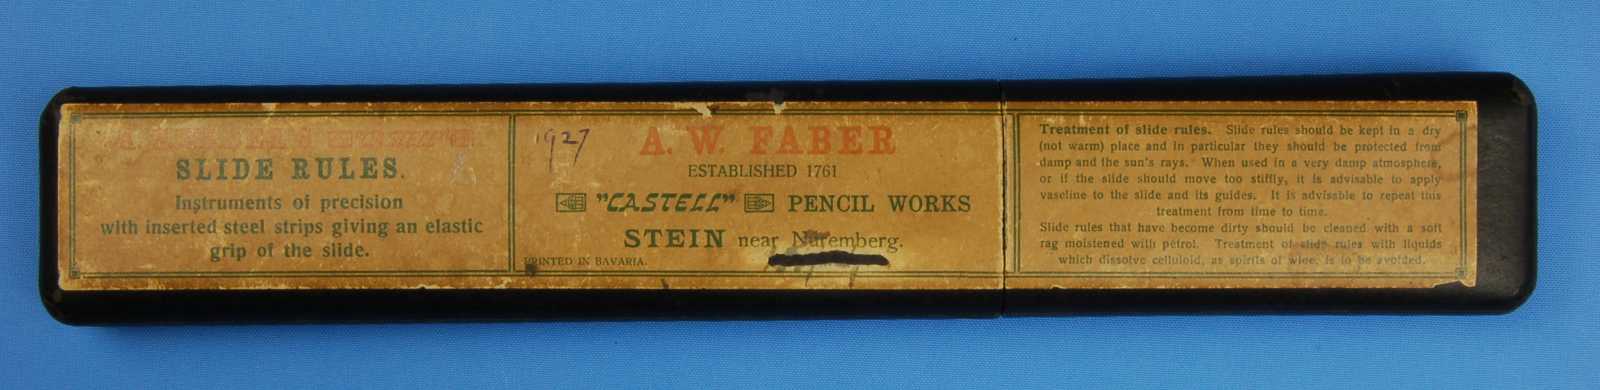 SLIDE RULES.
Instruments of precision
with inserted steel strips giving an elastic
grip of the slide.
1927
A. W. FABER
ESTABLISHED 1761
"CASTELL" PENCIL WORKS
STEIN near Nuremberg.
PRINTED IN BAVARIA.
Treatment of slide rules. Slide rules should be kept in a dry
(not warm) place and in particular they should be protected from
damp and the sun's rays. When used in a very damp atmosphere,
or if the slide should move too stiffly, it is advisable to apply
vaseline to the slide and its guides. It is advisable to repeat this
treatment from time to time.
Slide rules that have become dirty should be cleaned with a soft
rag moistened with petrol. Treatment of slide rules with liquids
which dissolve celluloid, as spirits of wine, is to be avoided.